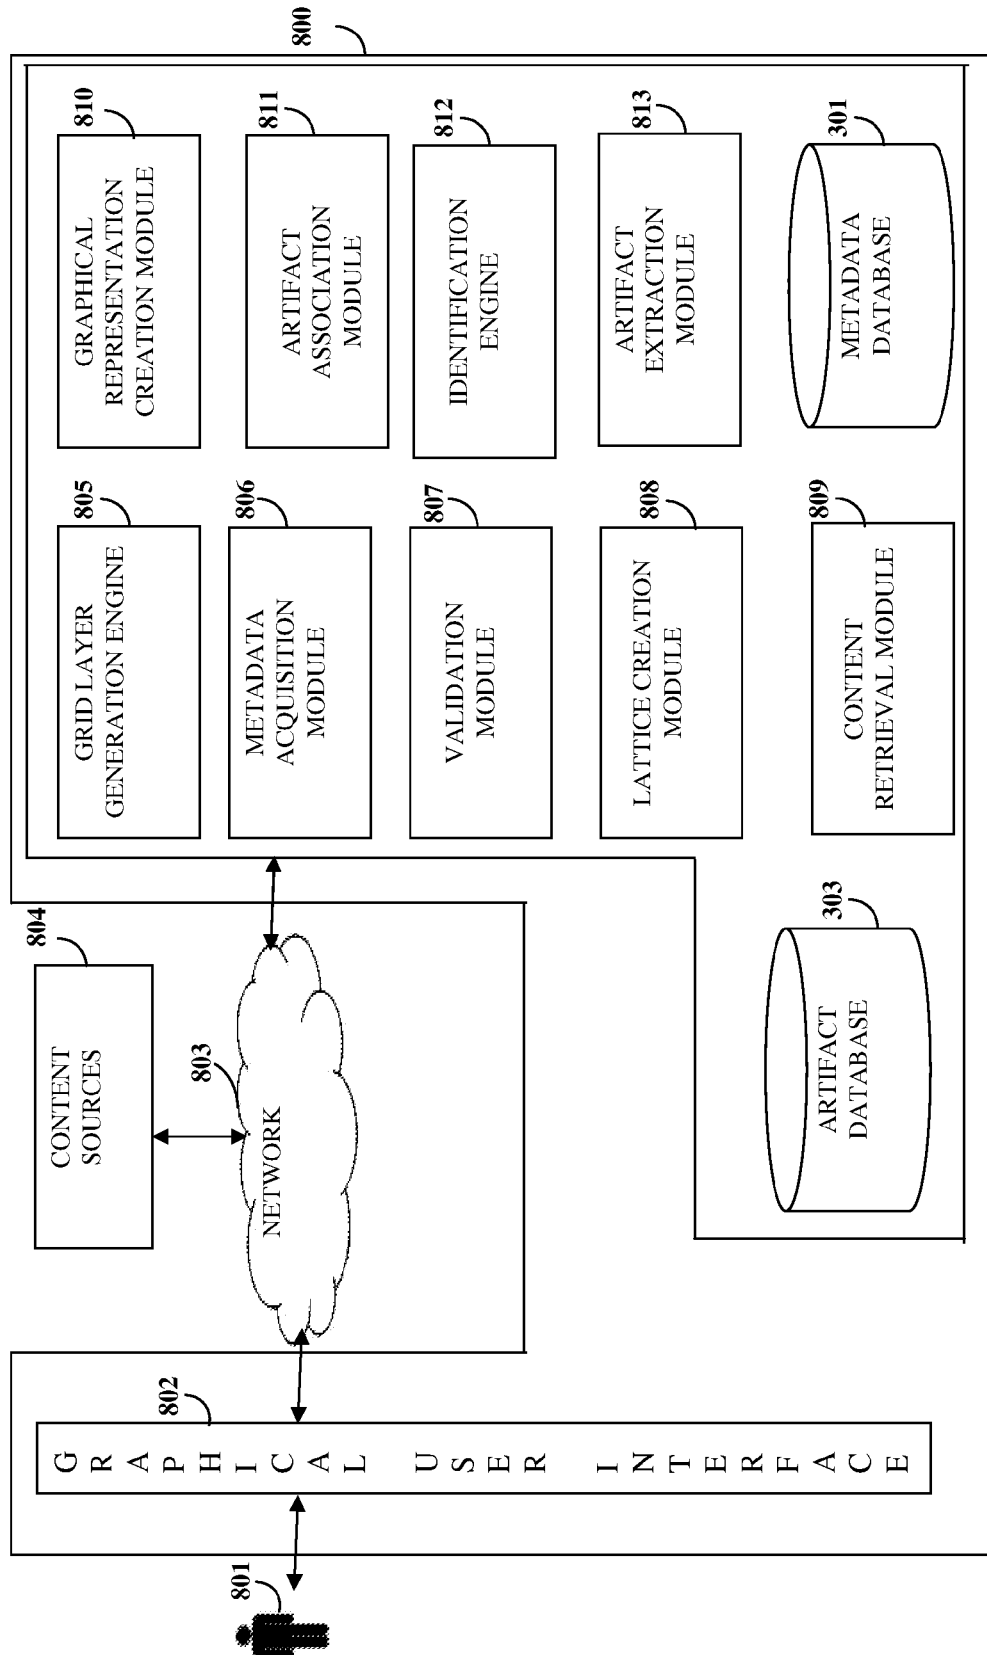 801
802
GRAPHICAL USER INTERFACE
803
NETWORK
804
CONTENT
SOURCES
800
805
GRID LAYER
GENERATION ENGINE
806
METADATA
ACQUISITION
MODULE
807
VALIDATION
MODULE
808
LATTICE CREATION
MODULE
809
CONTENT
RETRIEVAL MODULE
810
GRAPHICAL
REPRESENTATION
CREATION MODULE
811
ARTIFACT
ASSOCIATION
MODULE
812
IDENTIFICATION
ENGINE
813
ARTIFACT
EXTRACTION
MODULE
301
METADATA
DATABASE
303
ARTIFACT
DATABASE